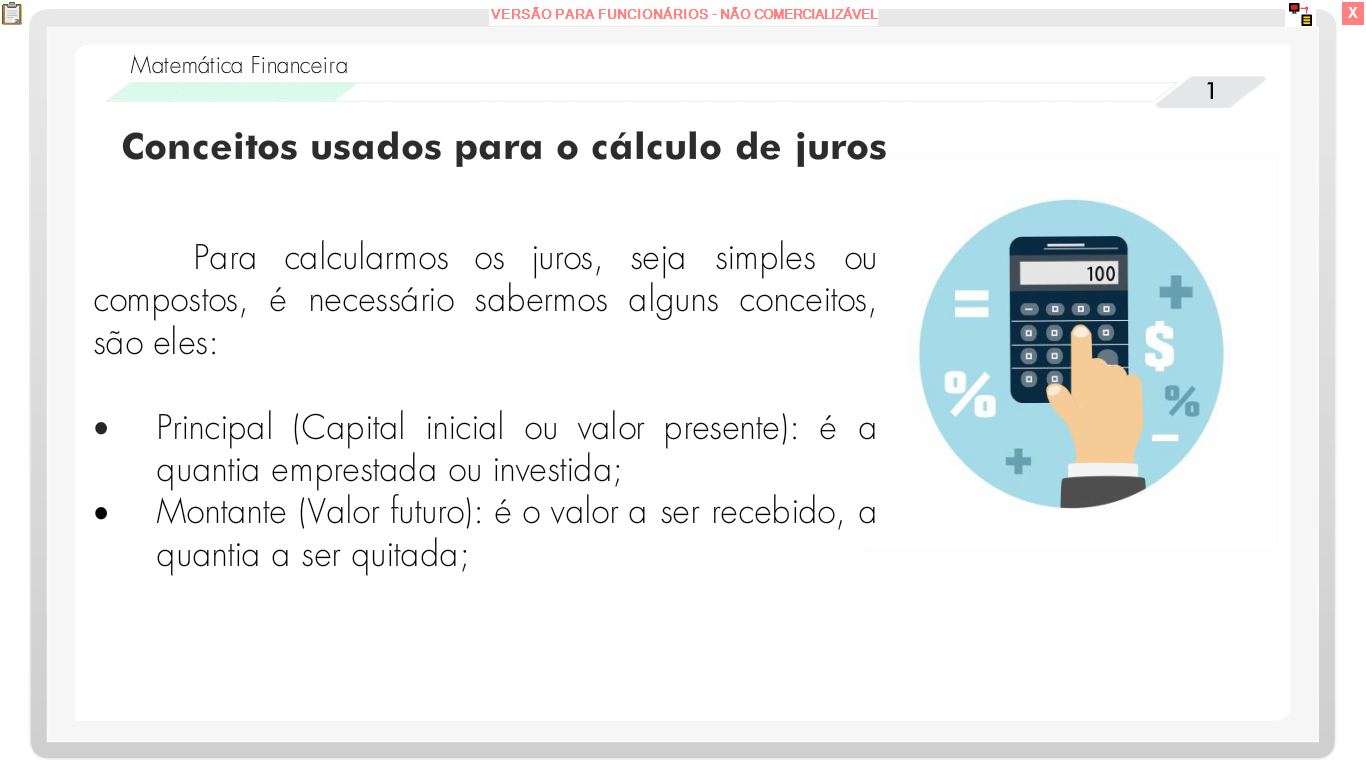 VERSÃO PARA FUNCIONÁRIOS - NÃO COMERCIALIZÁVEL
X
Matemática Financeira
1
Conceitos usados para o cálculo de juros
Para calcularmos os juros, seja simples ou
compostos, é necessário sabermos alguns conceitos,
são eles:
• Principal (Capital inicial ou valor presente): é a
quantia emprestada ou investida;
• Montante (Valor futuro): é o valor a ser recebido, a
quantia a ser quitada;
100
=
+
$
%
%
−
+